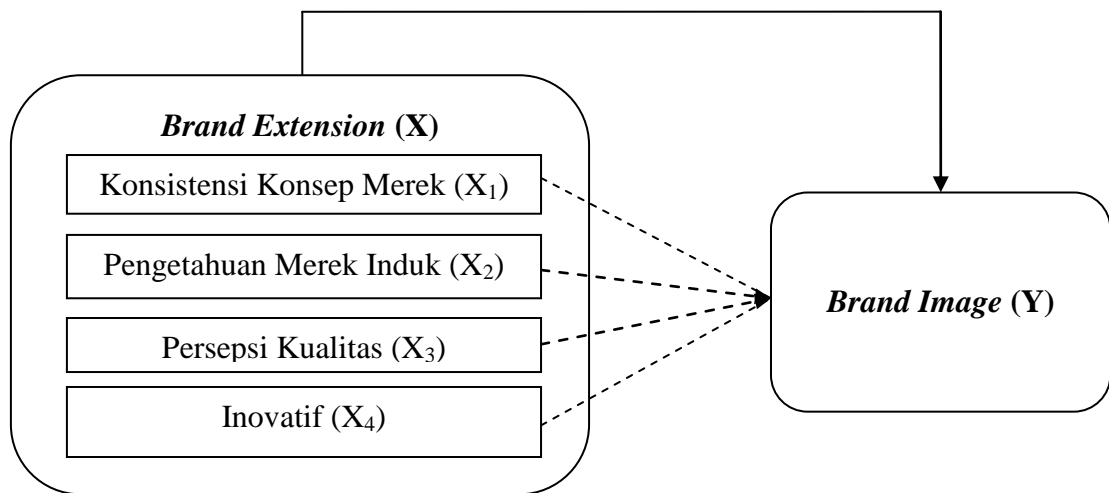 Brand Extension (X)
Konsistensi Konsep Merek (X₁)
Pengetahuan Merek Induk (X₂)
Persepsi Kualitas (X₃)
Inovatif (X₄)
Brand Image (Y)